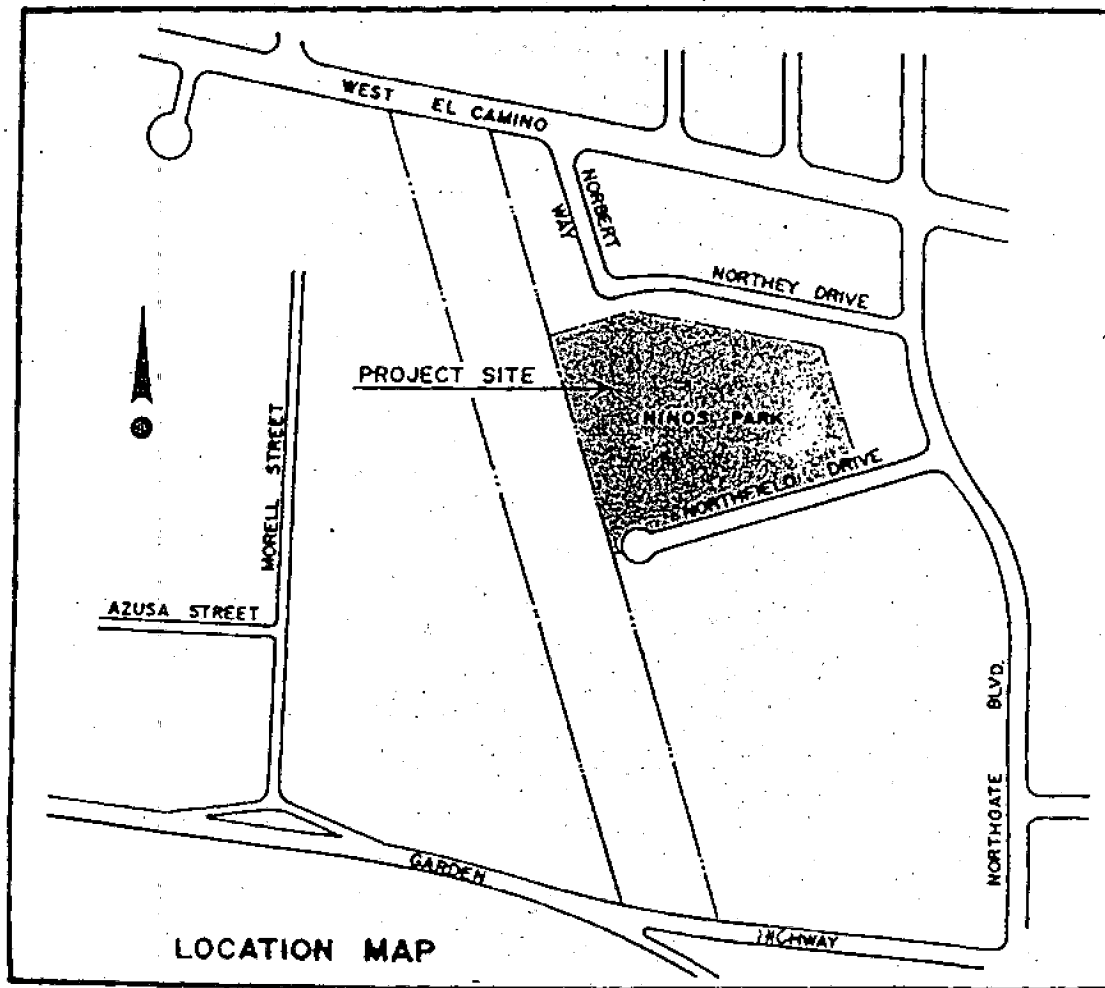 WEST EL CAMINO
NORBERT
WAY
NORTHEY DRIVE
PROJECT SITE
NINOS PARK
NORTHFIELD DRIVE
MORELL STREET
AZUSA STREET
NORTHGATE BLVD.
GARDEN
LOCATION MAP